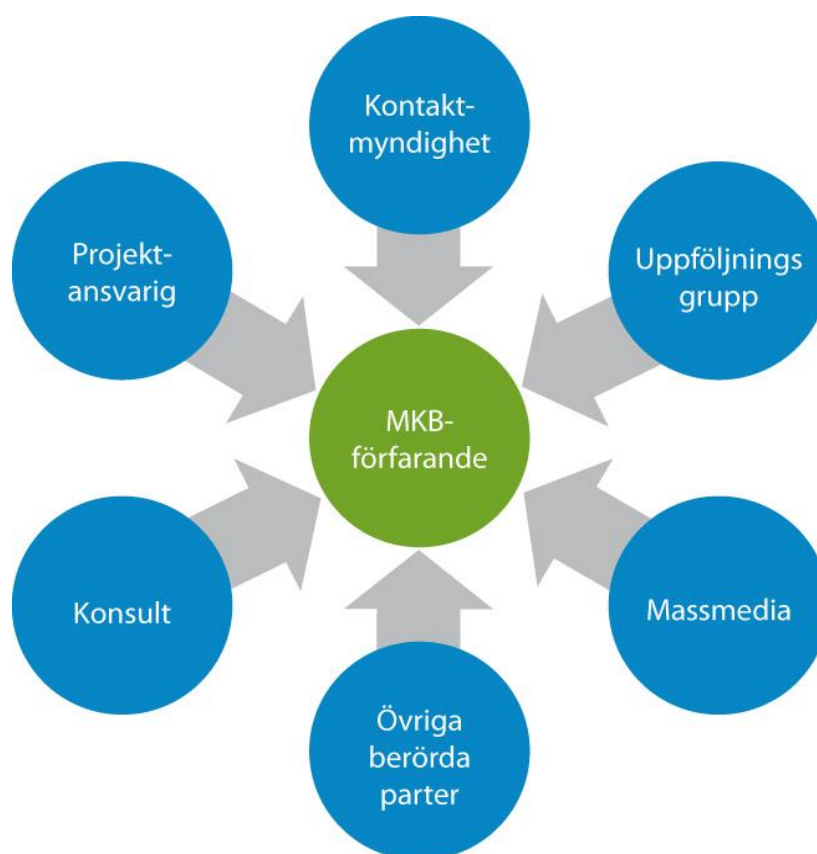 Kontakt-
myndighet
Projekt-
ansvarig
Uppföljnings
grupp
MKB-
förfarande
Konsult
Massmedia
Övriga
berörda
parter